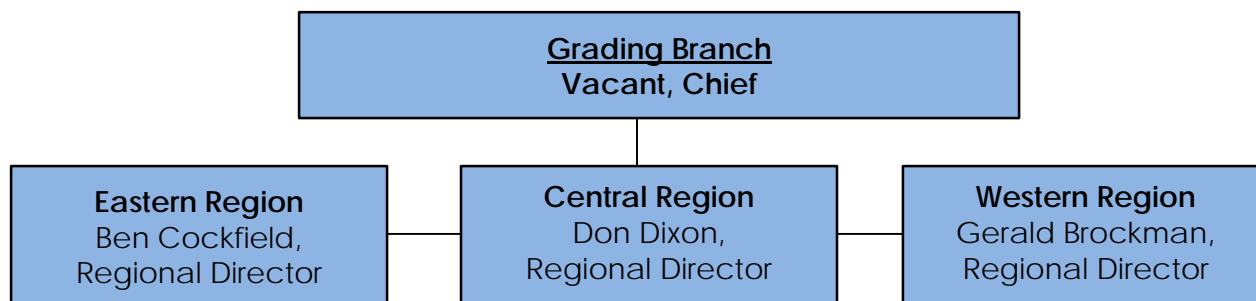 Grading Branch
Vacant, Chief
Eastern Region
Ben Cockfield,
Regional Director
Central Region
Don Dixon,
Regional Director
Western Region
Gerald Brockman,
Regional Director